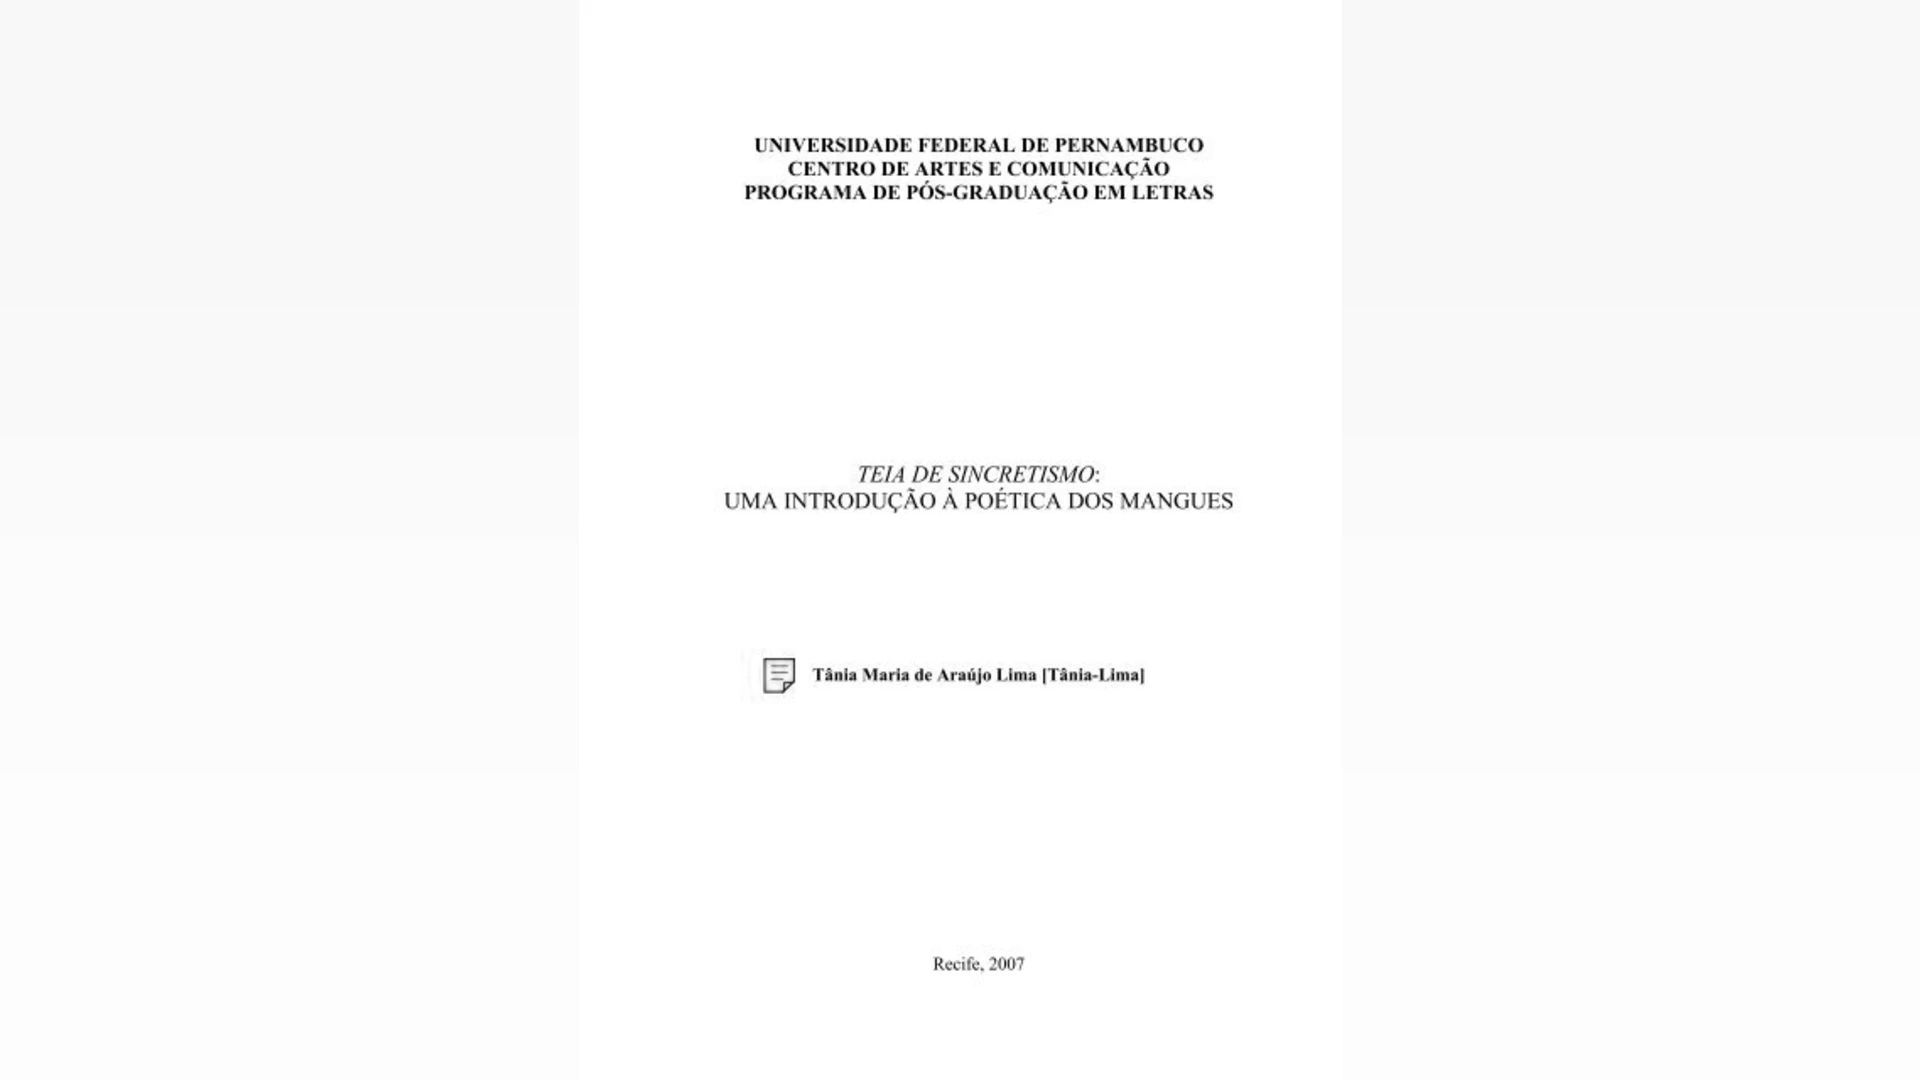 UNIVERSIDADE FEDERAL DE PERNAMBUCO
CENTRO DE ARTES E COMUNICAÇÃO
PROGRAMA DE PÓS-GRADUAÇÃO EM LETRAS
TEIA DE SINCRETISMO:
UMA INTRODUÇÃO À POÉTICA DOS MANGUES
Tânia Maria de Araújo Lima [Tânia-Lima]
Recife, 2007